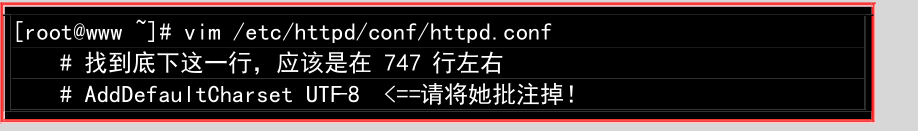 [root@www ~]# vim /etc/httpd/conf/httpd.conf
# 找到底下这一行，应该是在 747 行左右
# AddDefaultCharset UTF-8 <==请将她批注掉！